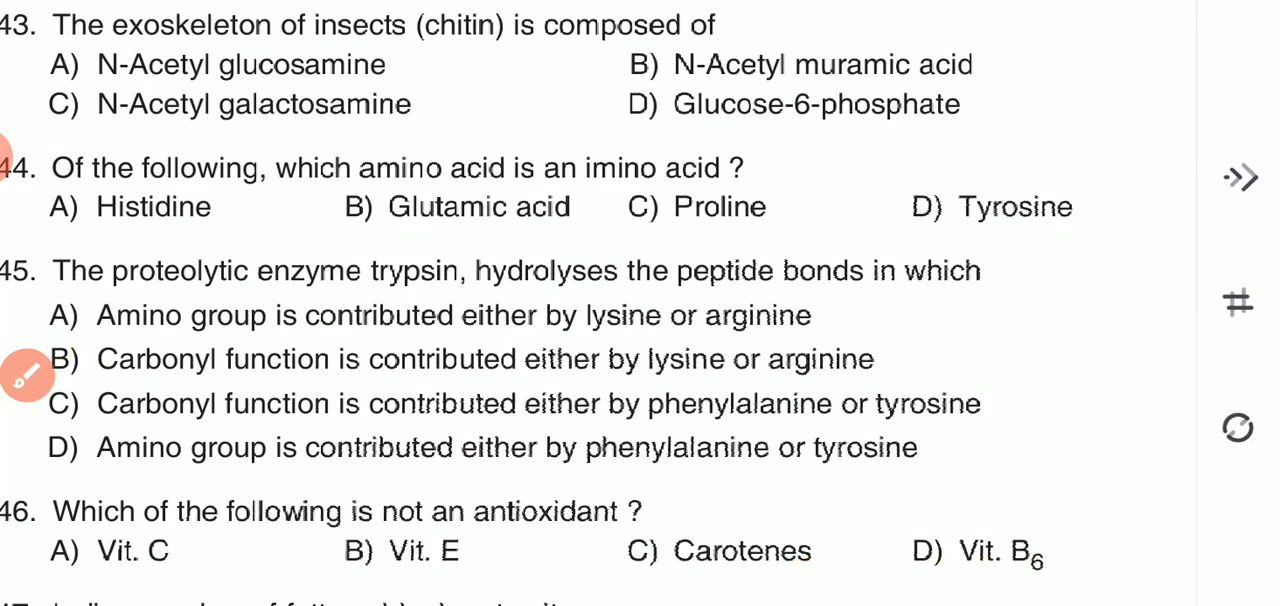 43. The exoskeleton of insects (chitin) is composed of
A) N-Acetyl glucosamine B) N-Acetyl muramic acid
C) N-Acetyl galactosamine D) Glucose-6-phosphate
44. Of the following, which amino acid is an imino acid ?
A) Histidine B) Glutamic acid C) Proline D) Tyrosine
45. The proteolytic enzyme trypsin, hydrolyses the peptide bonds in which
A) Amino group is contributed either by lysine or arginine
B) Carbonyl function is contributed either by lysine or arginine
C) Carbonyl function is contributed either by phenylalanine or tyrosine
D) Amino group is contributed either by phenylalanine or tyrosine
46. Which of the following is not an antioxidant ?
A) Vit. C B) Vit. E C) Carotenes D) Vit. B₆